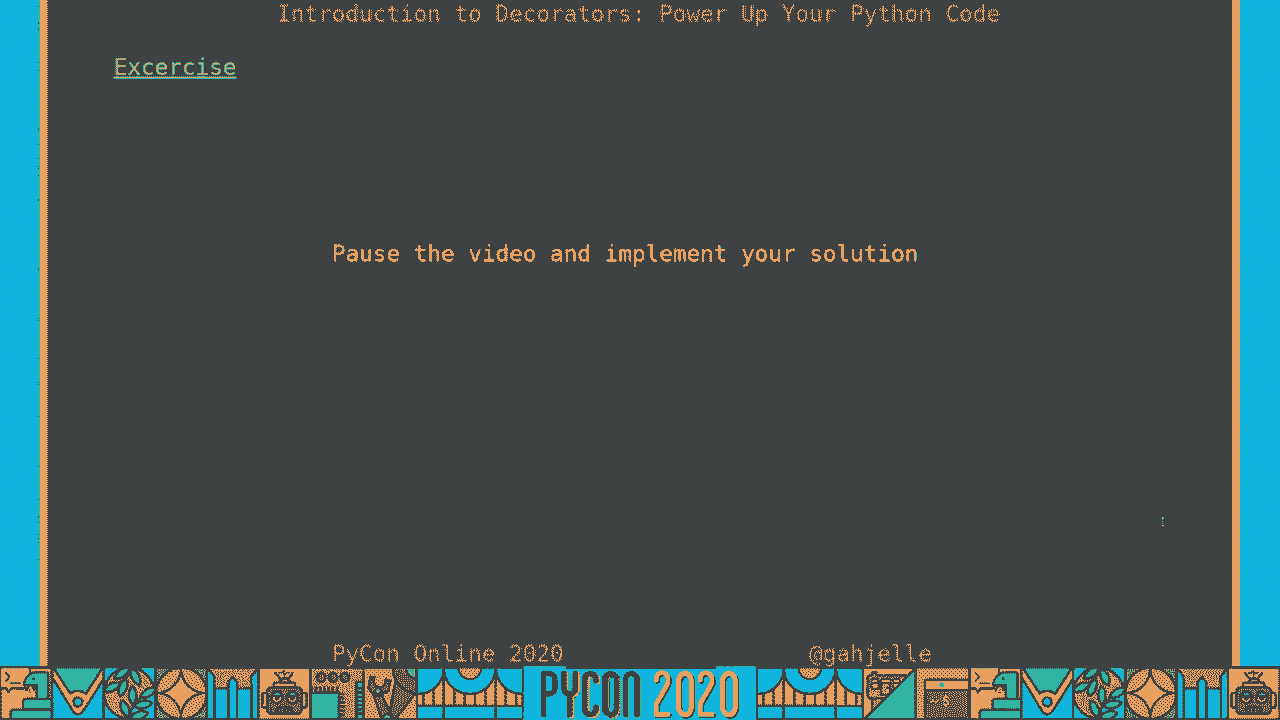 Introduction to Decorators: Power Up Your Python Code
Excercise
Pause the video and implement your solution
PyCon Online 2020
@gahjelle
PYCON 2020